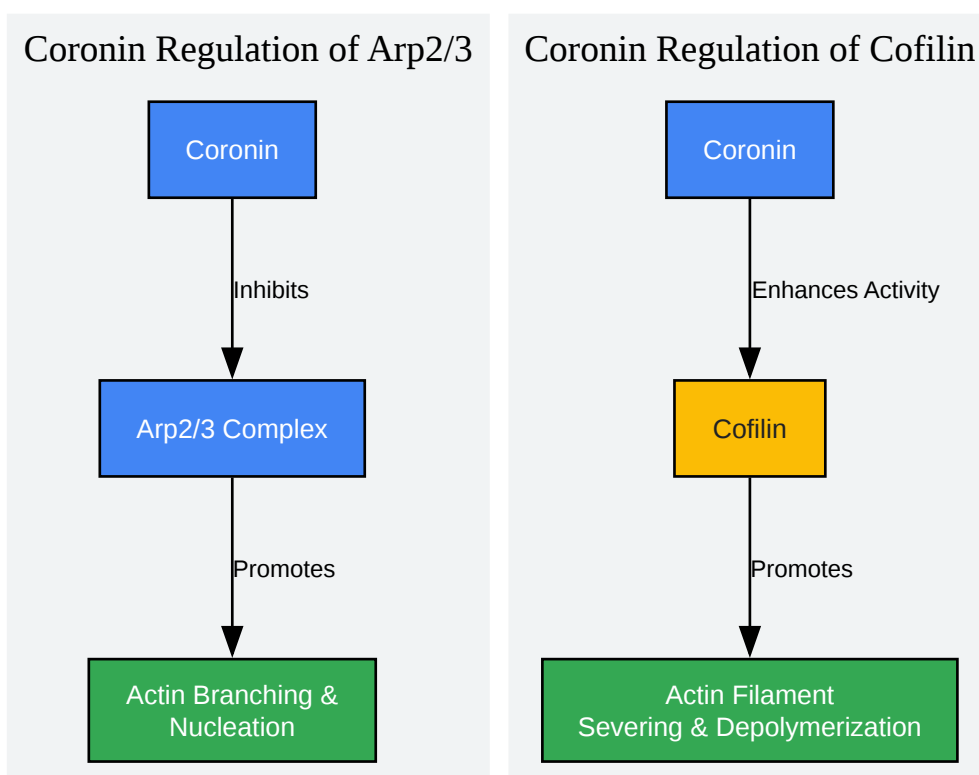 Coronin Regulation of Arp2/3
Coronin
Inhibits
Arp2/3 Complex
Promotes
Actin Branching &
Nucleation
Coronin Regulation of Cofilin
Coronin
Enhances Activity
Cofilin
Promotes
Actin Filament
Severing & Depolymerization